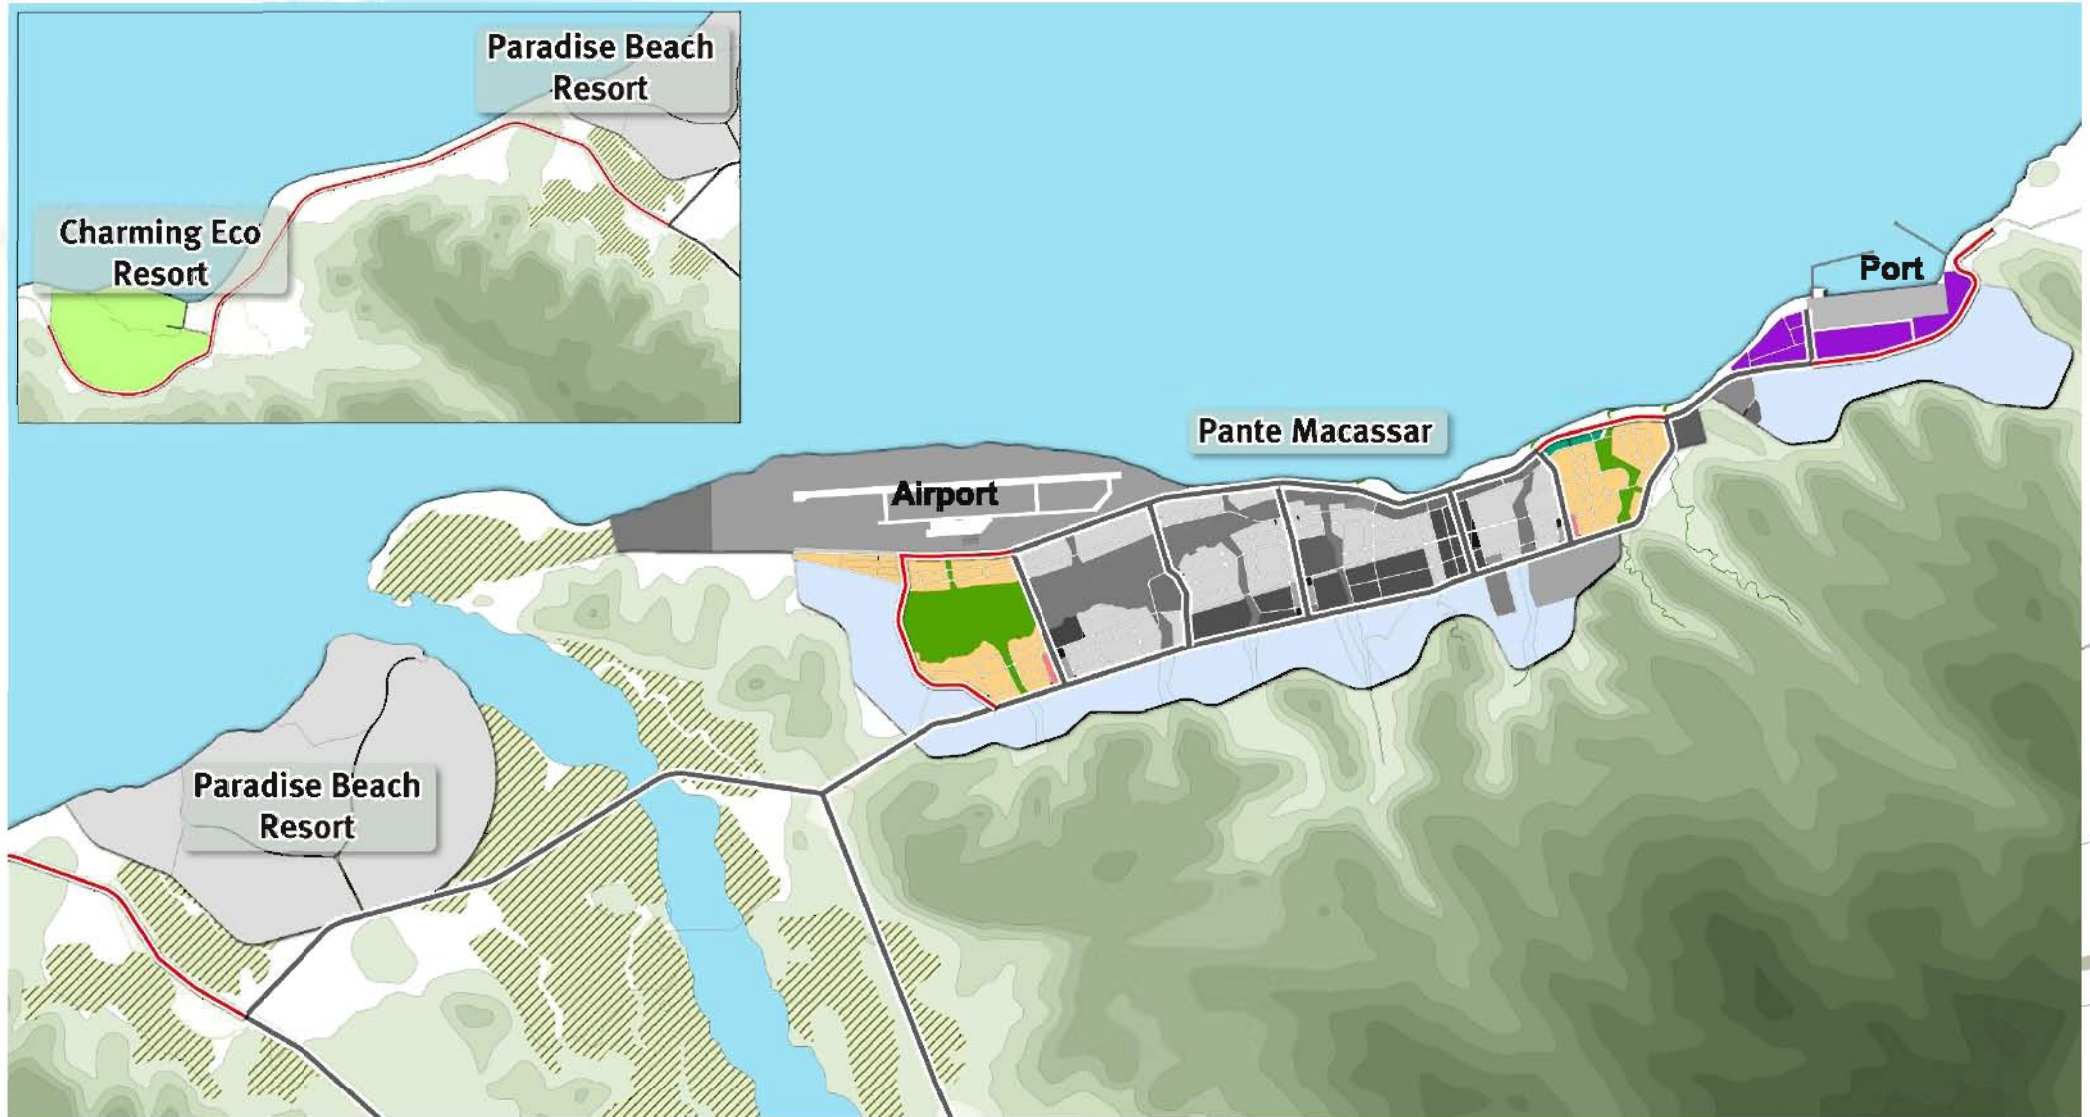 Paradise Beach
Resort
Charming Eco
Resort
Port
Pante Macassar
Airport
Paradise Beach
Resort